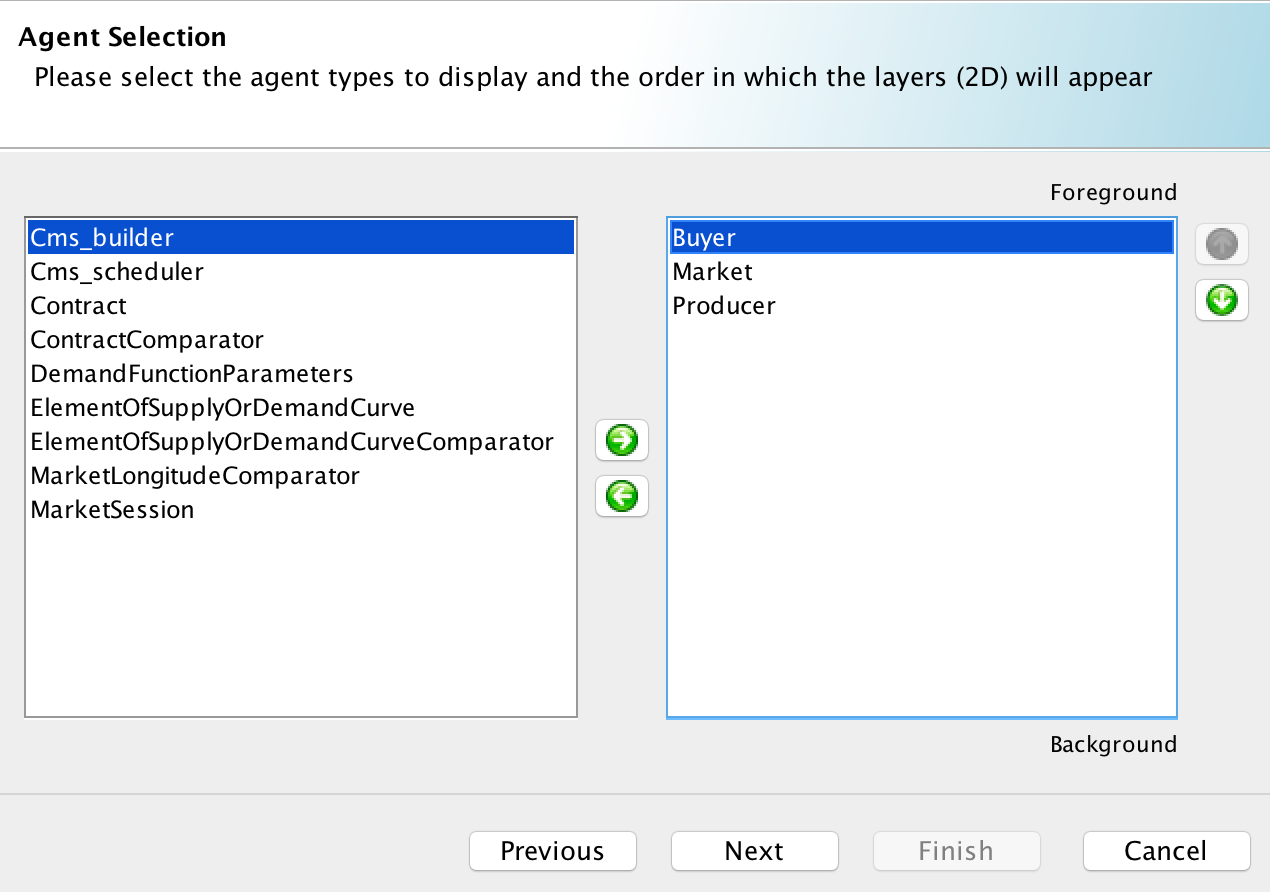 Agent Selection
Please select the agent types to display and the order in which the layers (2D) will appear
Foreground
Cms_builder
Cms_scheduler
Contract
ContractComparator
DemandFunctionParameters
ElementOfSupplyOrDemandCurve
ElementOfSupplyOrDemandCurveComparator
MarketLongitudeComparator
MarketSession
Buyer
Market
Producer
Background
Previous
Next
Finish
Cancel